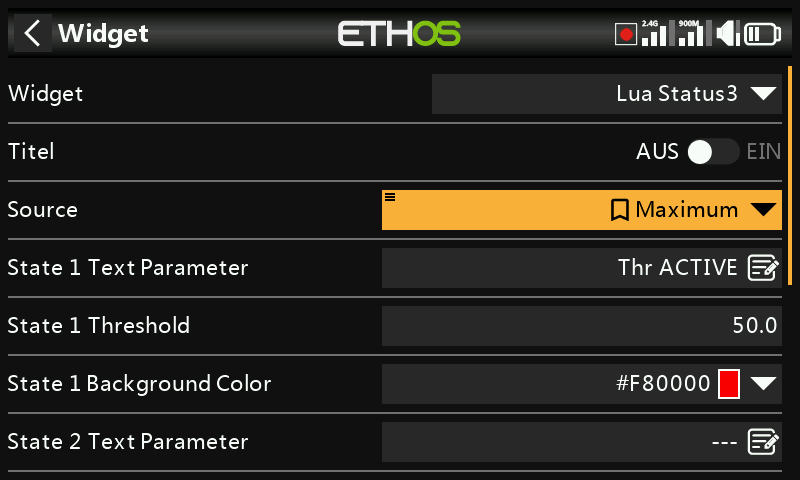 Widget
ETHOS
2.4G
900M
Widget
Lua Status3
Titel
AUS EIN
Source
Maximum
State 1 Text Parameter
Thr ACTIVE
State 1 Threshold
50.0
State 1 Background Color
#F80000
State 2 Text Parameter
---